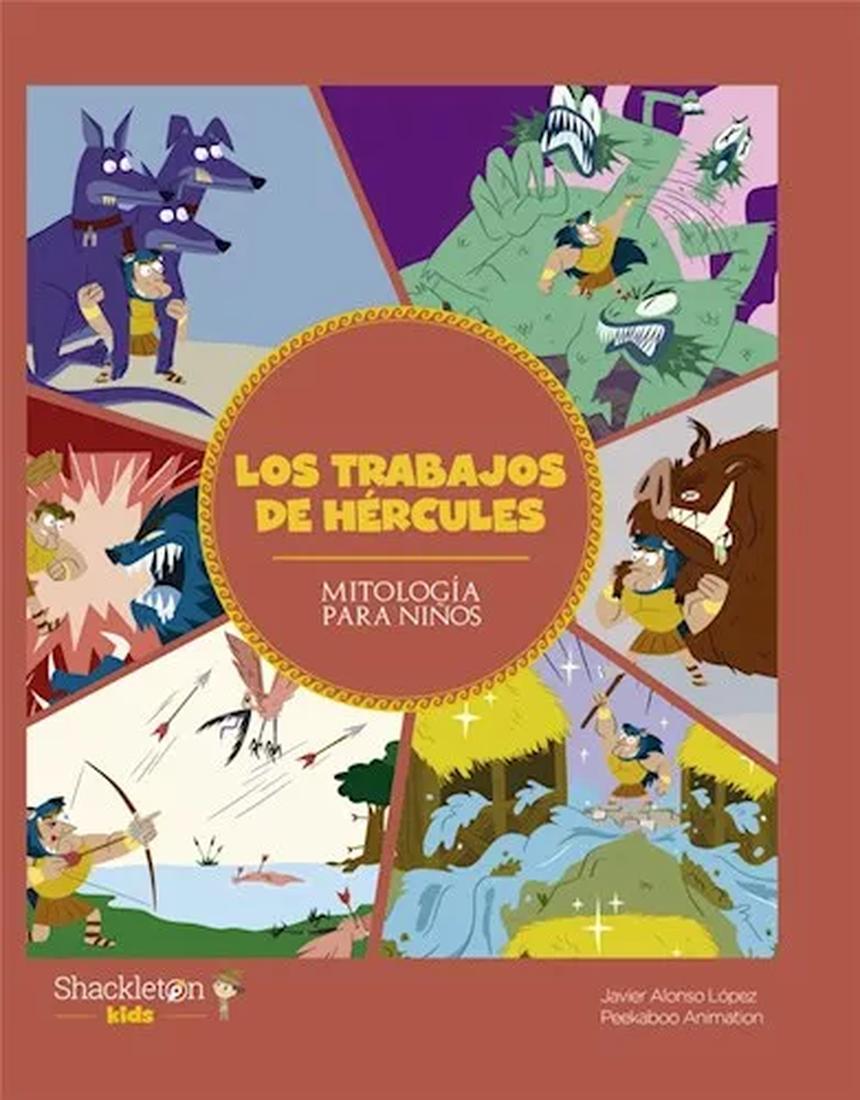 LOS TRABAJOS
DE HÉRCULES
MITOLOGÍA
PARA NIÑOS
Shackleton
kids
Javier Alonso López
Peekaboo Animation